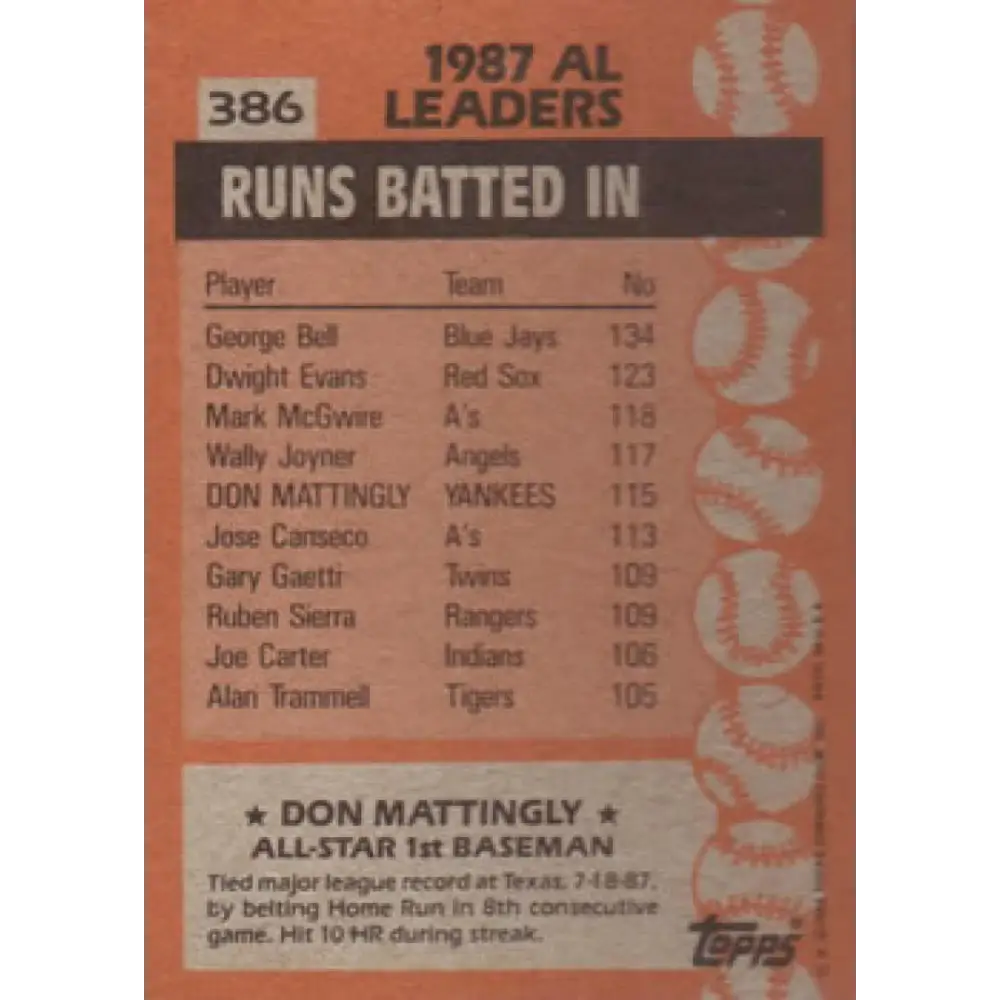 1987 AL
LEADERS
386
RUNS BATTED IN
Player Team No
George Bell Blue Jays 134
Dwight Evans Red Sox 123
Mark McGwire A's 118
Wally Joyner Angels 117
DON MATTINGLY YANKEES 115
Jose Canseco A's 113
Gary Gaetti Twins 109
Ruben Sierra Rangers 109
Joe Carter Indians 106
Alan Trammell Tigers 105
★ DON MATTINGLY ★
ALL-STAR 1st BASEMAN
Tied major league record at Texas, 7-18-87,
by belting Home Run in 8th consecutive
game. Hit 10 HR during streak.
TOPPS®